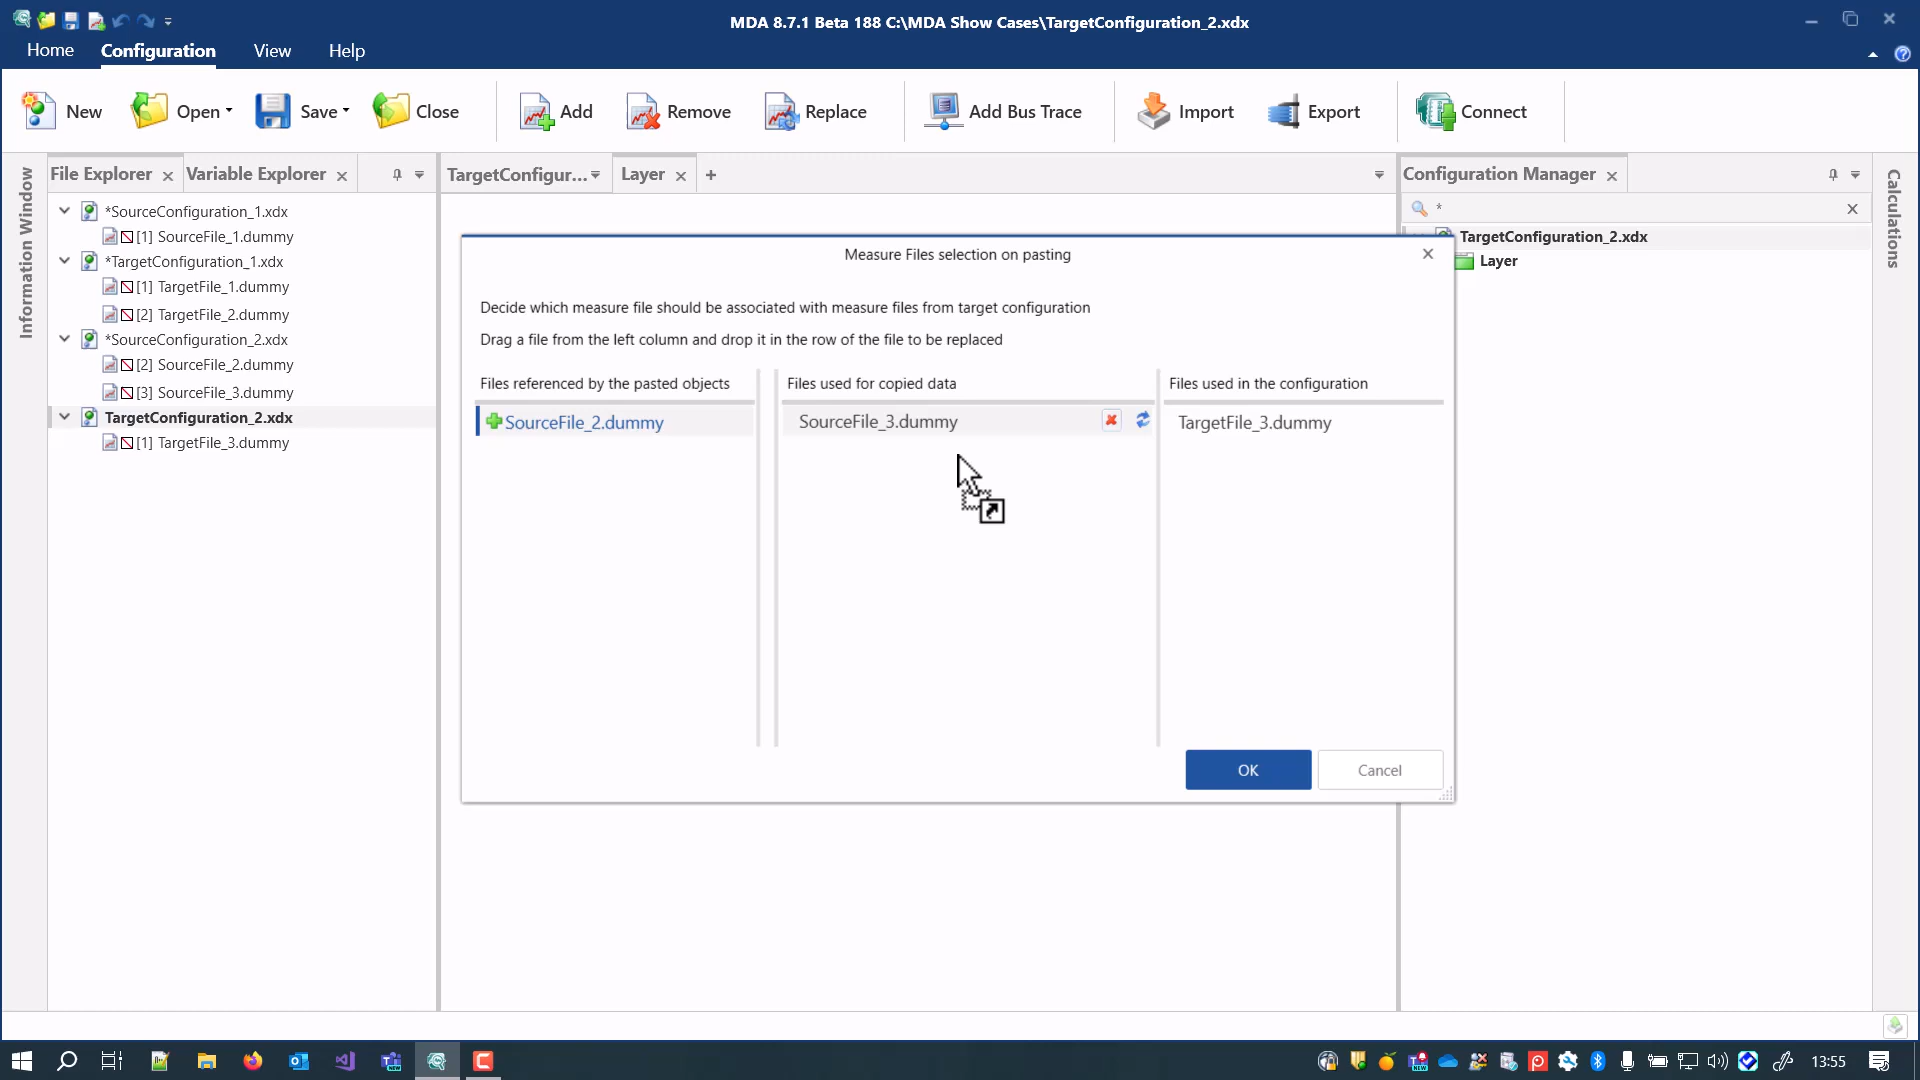 MDA 8.7.1 Beta 188 C:\MDA Show Cases\TargetConfiguration_2.xdx
Home Configuration View Help
New Open Save Close Add Remove Replace Add Bus Trace Import Export Connect
Information Window
File Explorer
Variable Explorer
*SourceConfiguration_1.xdx
[1] SourceFile_1.dummy
*TargetConfiguration_1.xdx
[1] TargetFile_1.dummy
[2] TargetFile_2.dummy
*SourceConfiguration_2.xdx
[2] SourceFile_2.dummy
[3] SourceFile_3.dummy
TargetConfiguration_2.xdx
[1] TargetFile_3.dummy
TargetConfigur...
Layer
+
Measure Files selection on pasting
Decide which measure file should be associated with measure files from target configuration
Drag a file from the left column and drop it in the row of the file to be replaced
Files referenced by the pasted objects
Files used for copied data
Files used in the configuration
SourceFile_2.dummy
SourceFile_3.dummy
TargetFile_3.dummy
OK
Cancel
Configuration Manager
*
TargetConfiguration_2.xdx
Layer
Calculations
NEW
13:55